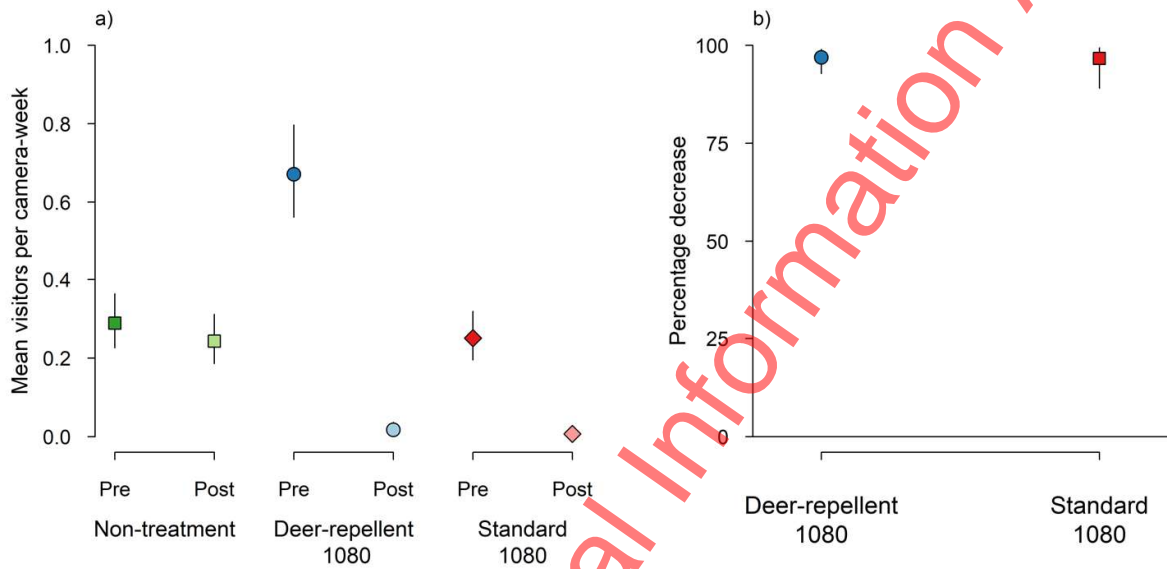 a)
Mean visitors per camera-week
1.0
0.8
0.6
0.4
0.2
0.0
Pre Post Pre Post Pre Post
Non-treatment Deer-repellent 1080 Standard 1080
b)
Percentage decrease
100
75
50
25
0
Deer-repellent 1080 Standard 1080
al Information